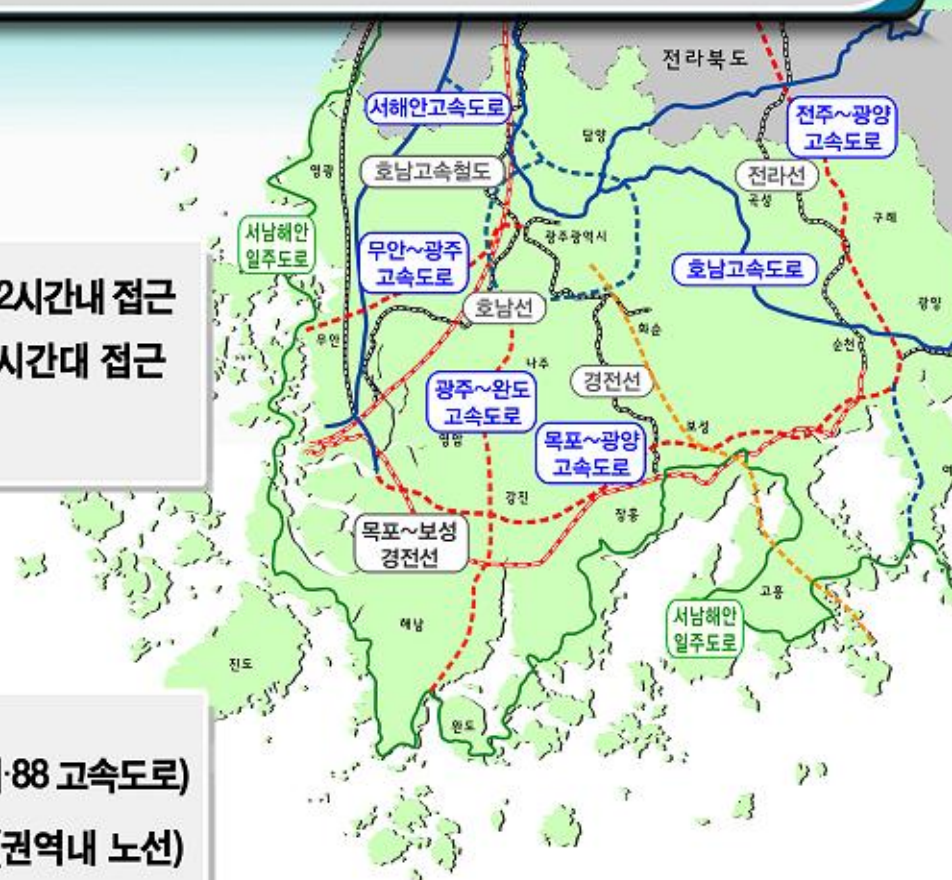 전라북도
서해안고속도로
전주~광양
고속도로
담양
영광
호남고속철도
전라선
곡성
구례
서남해안
일주도로
광주광역시
무안~광주
고속도로
호남고속도로
2시간내 접근
호남선
광양
무안
화순
순천
시간대 접근
나주
경전선
광주~완도
고속도로
보성
영암
목포~광양
고속도로
강진
장흥
목포~보성
경전선
고흥
서남해안
일주도로
해남
진도
완도
·88 고속도로)
(권역내 노선)